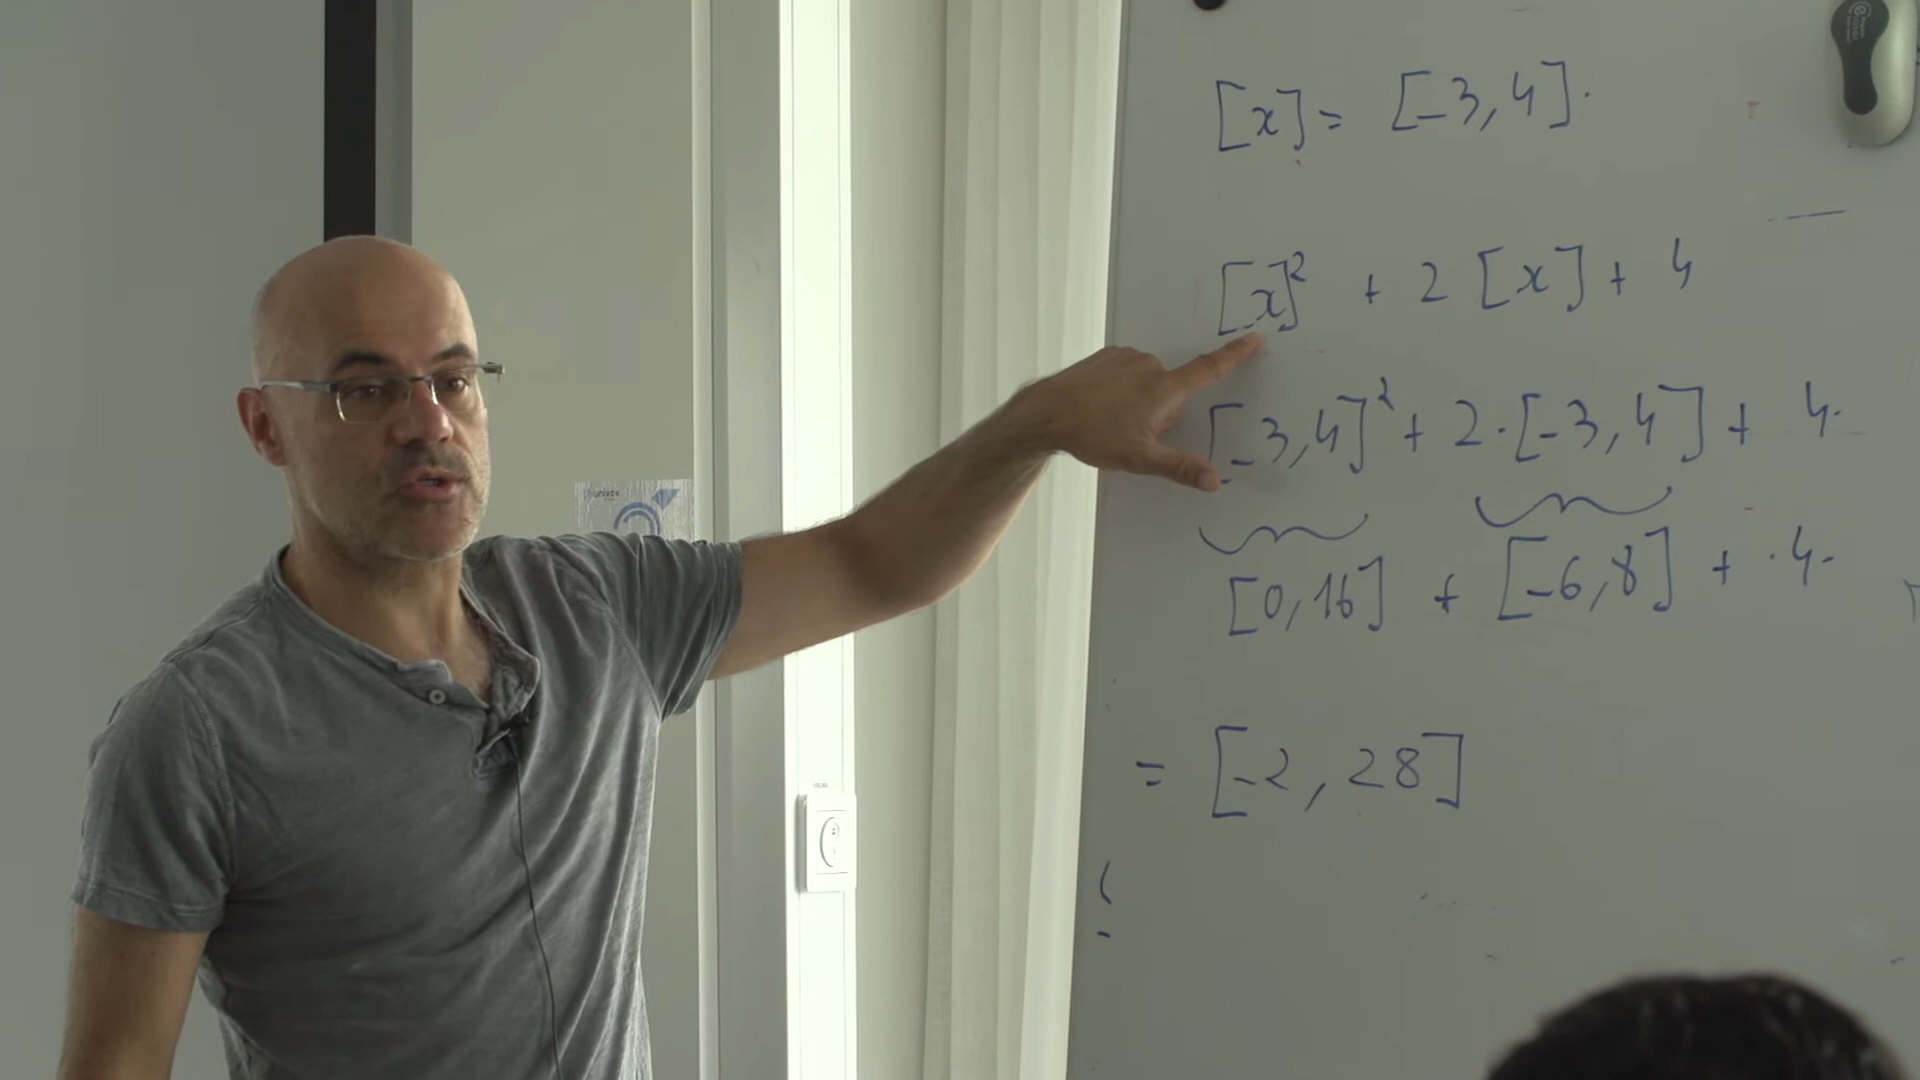 [x] = [-3, 4].
[x]² + 2 [x] + 4
[-3, 4]² + 2 · [-3, 4] + 4.
[0, 16] + [-6, 8] + · 4.
= [-2, 28]
univox